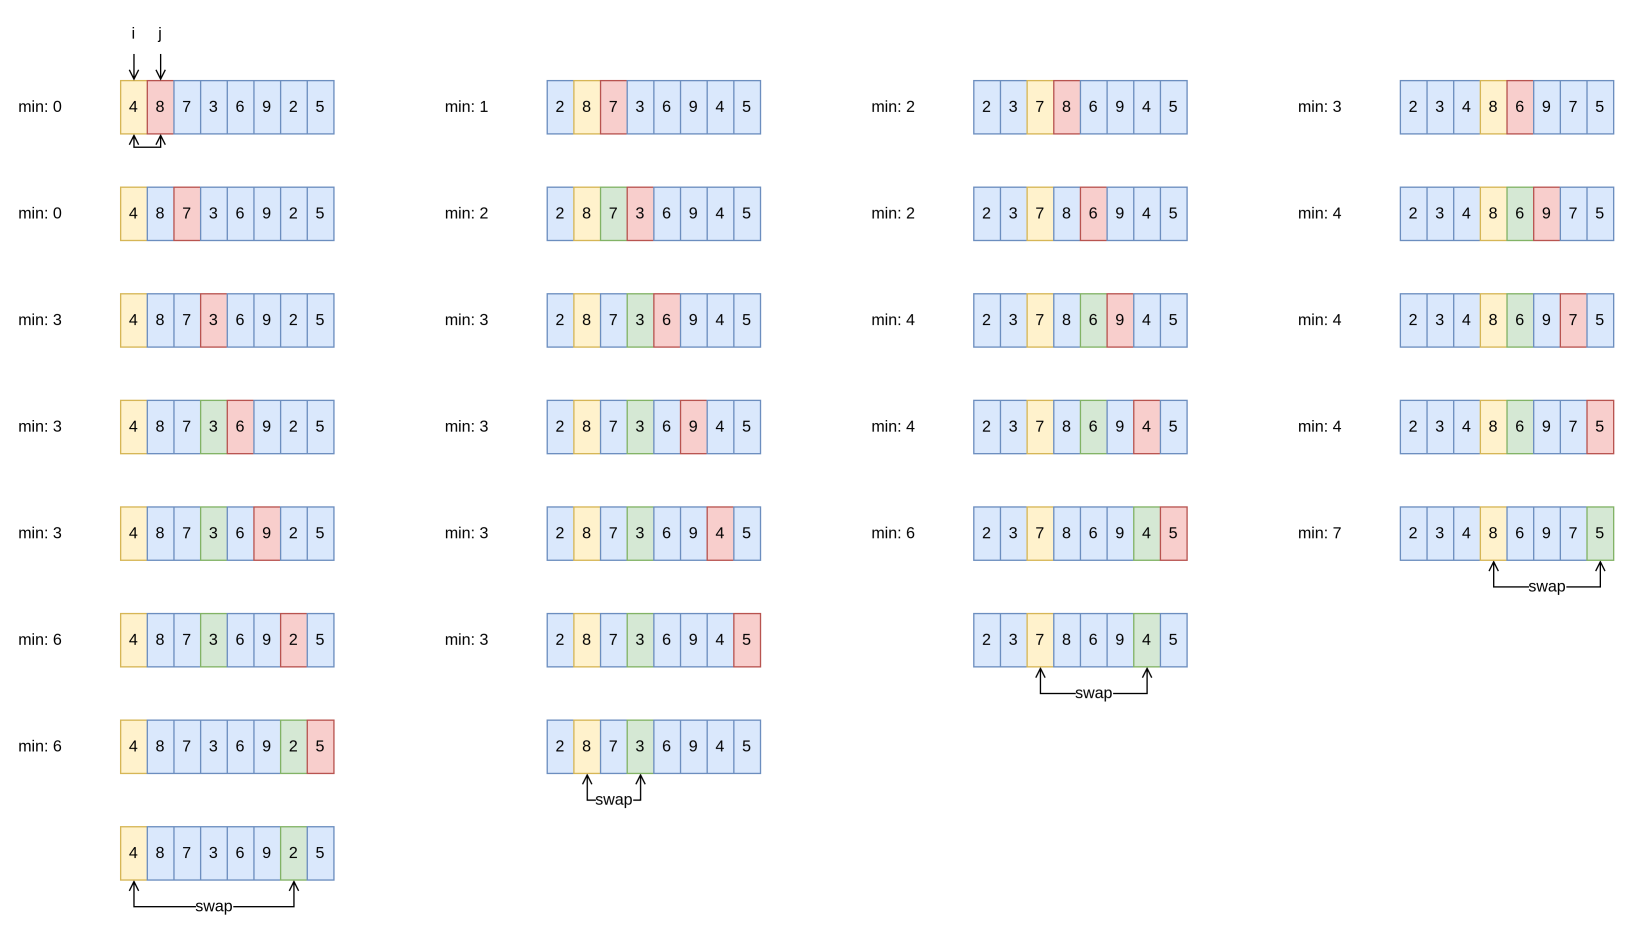 i j
min: 0 4 8 7 3 6 9 2 5
min: 0 4 8 7 3 6 9 2 5
min: 3 4 8 7 3 6 9 2 5
min: 3 4 8 7 3 6 9 2 5
min: 3 4 8 7 3 6 9 2 5
min: 6 4 8 7 3 6 9 2 5
min: 6 4 8 7 3 6 9 2 5
4 8 7 3 6 9 2 5
swap
min: 1 2 8 7 3 6 9 4 5
min: 2 2 8 7 3 6 9 4 5
min: 3 2 8 7 3 6 9 4 5
min: 3 2 8 7 3 6 9 4 5
min: 3 2 8 7 3 6 9 4 5
min: 3 2 8 7 3 6 9 4 5
2 8 7 3 6 9 4 5
swap
min: 2 2 3 7 8 6 9 4 5
min: 2 2 3 7 8 6 9 4 5
min: 4 2 3 7 8 6 9 4 5
min: 4 2 3 7 8 6 9 4 5
min: 6 2 3 7 8 6 9 4 5
2 3 7 8 6 9 4 5
swap
min: 3 2 3 4 8 6 9 7 5
min: 4 2 3 4 8 6 9 7 5
min: 4 2 3 4 8 6 9 7 5
min: 4 2 3 4 8 6 9 7 5
min: 7 2 3 4 8 6 9 7 5
swap